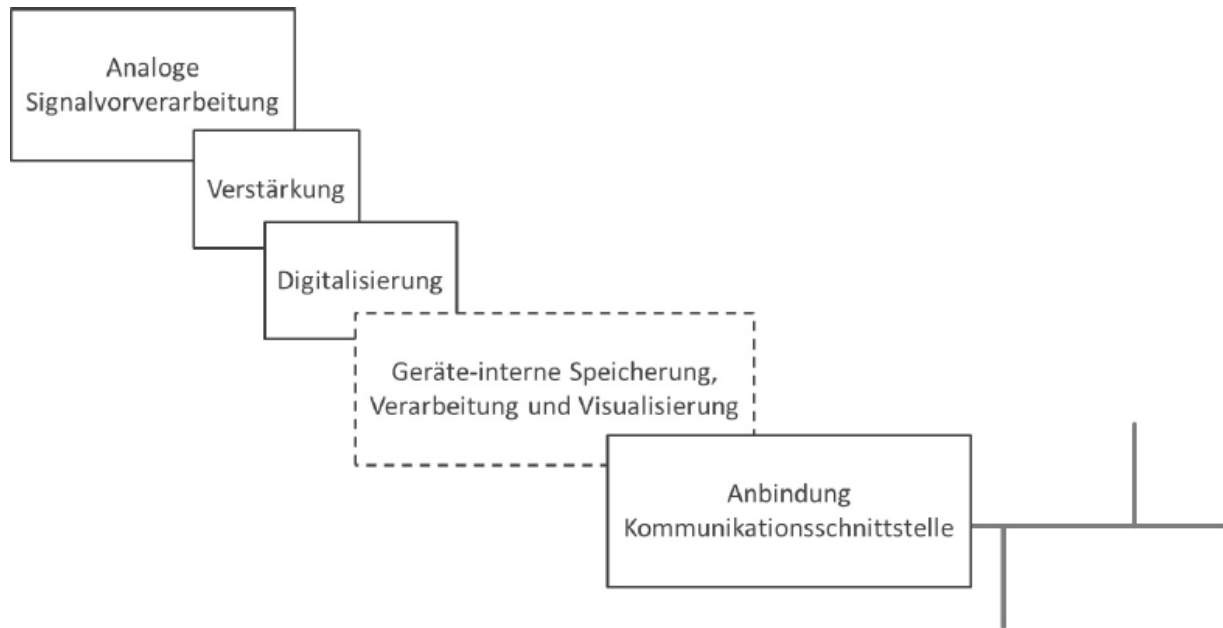 Analoge
Signalvorverarbeitung
Verstärkung
Digitalisierung
Geräte-interne Speicherung,
Verarbeitung und Visualisierung
Anbindung
Kommunikationsschnittstelle